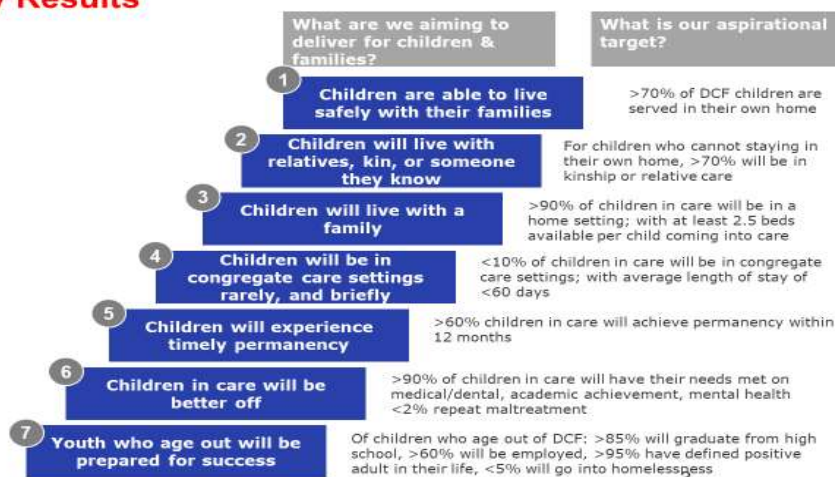 Results
What are we aiming to
deliver for children &
families?
What is our aspirational
target?
1
Children are able to live
safely with their families
>70% of DCF children are
served in their own home
2
Children will live with
relatives, kin, or someone
they know
For children who cannot staying in
their own home, >70% will be in
kinship or relative care
3
Children will live with a
family
>90% of children in care will be in a
home setting; with at least 2.5 beds
available per child coming into care
4
Children will be in
congregate care settings
rarely, and briefly
<10% of children in care will be in congregate
care settings; with average length of stay of
<60 days
5
Children will experience
timely permanency
>60% children in care will achieve permanency within
12 months
6
Children in care will be
better off
>90% of children in care will have their needs met on
medical/dental, academic achievement, mental health
<2% repeat maltreatment
7
Youth who age out will be
prepared for success
Of children who age out of DCF: >85% will graduate from high
school, >60% will be employed, >95% have defined positive
adult in their life, <5% will go into homelessness